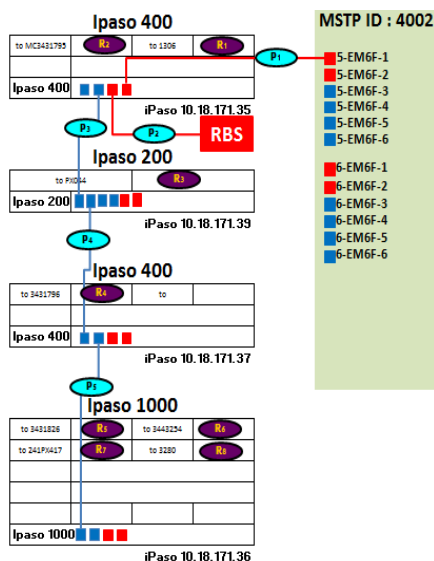 Ipaso 400
to MC3431795 R2 to 1306 R1
Ipaso 400
iPaso 10.18.171.35
P1
P3
P2
RBS
Ipaso 200
to PX044 R3
Ipaso 200
iPaso 10.18.171.39
P4
Ipaso 400
to 3431796 R4 to
Ipaso 400
iPaso 10.18.171.37
P5
Ipaso 1000
to 3431826 R5 to 3443254 R6
to 241PX417 R7 to 3280 R8
Ipaso 1000
iPaso 10.18.171.36
MSTP ID : 4002
5-EM6F-1
5-EM6F-2
5-EM6F-3
5-EM6F-4
5-EM6F-5
5-EM6F-6
6-EM6F-1
6-EM6F-2
6-EM6F-3
6-EM6F-4
6-EM6F-5
6-EM6F-6